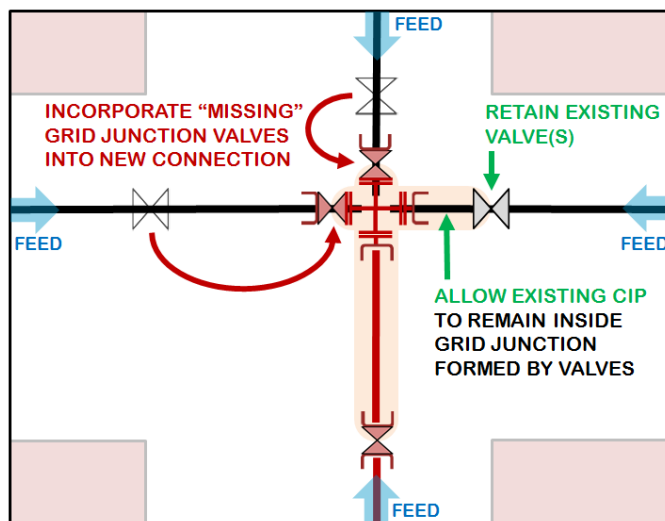 FEED
INCORPORATE “MISSING”
GRID JUNCTION VALVES
INTO NEW CONNECTION
RETAIN EXISTING
VALVE(S)
FEED
FEED
ALLOW EXISTING CIP
TO REMAIN INSIDE
GRID JUNCTION
FORMED BY VALVES
FEED